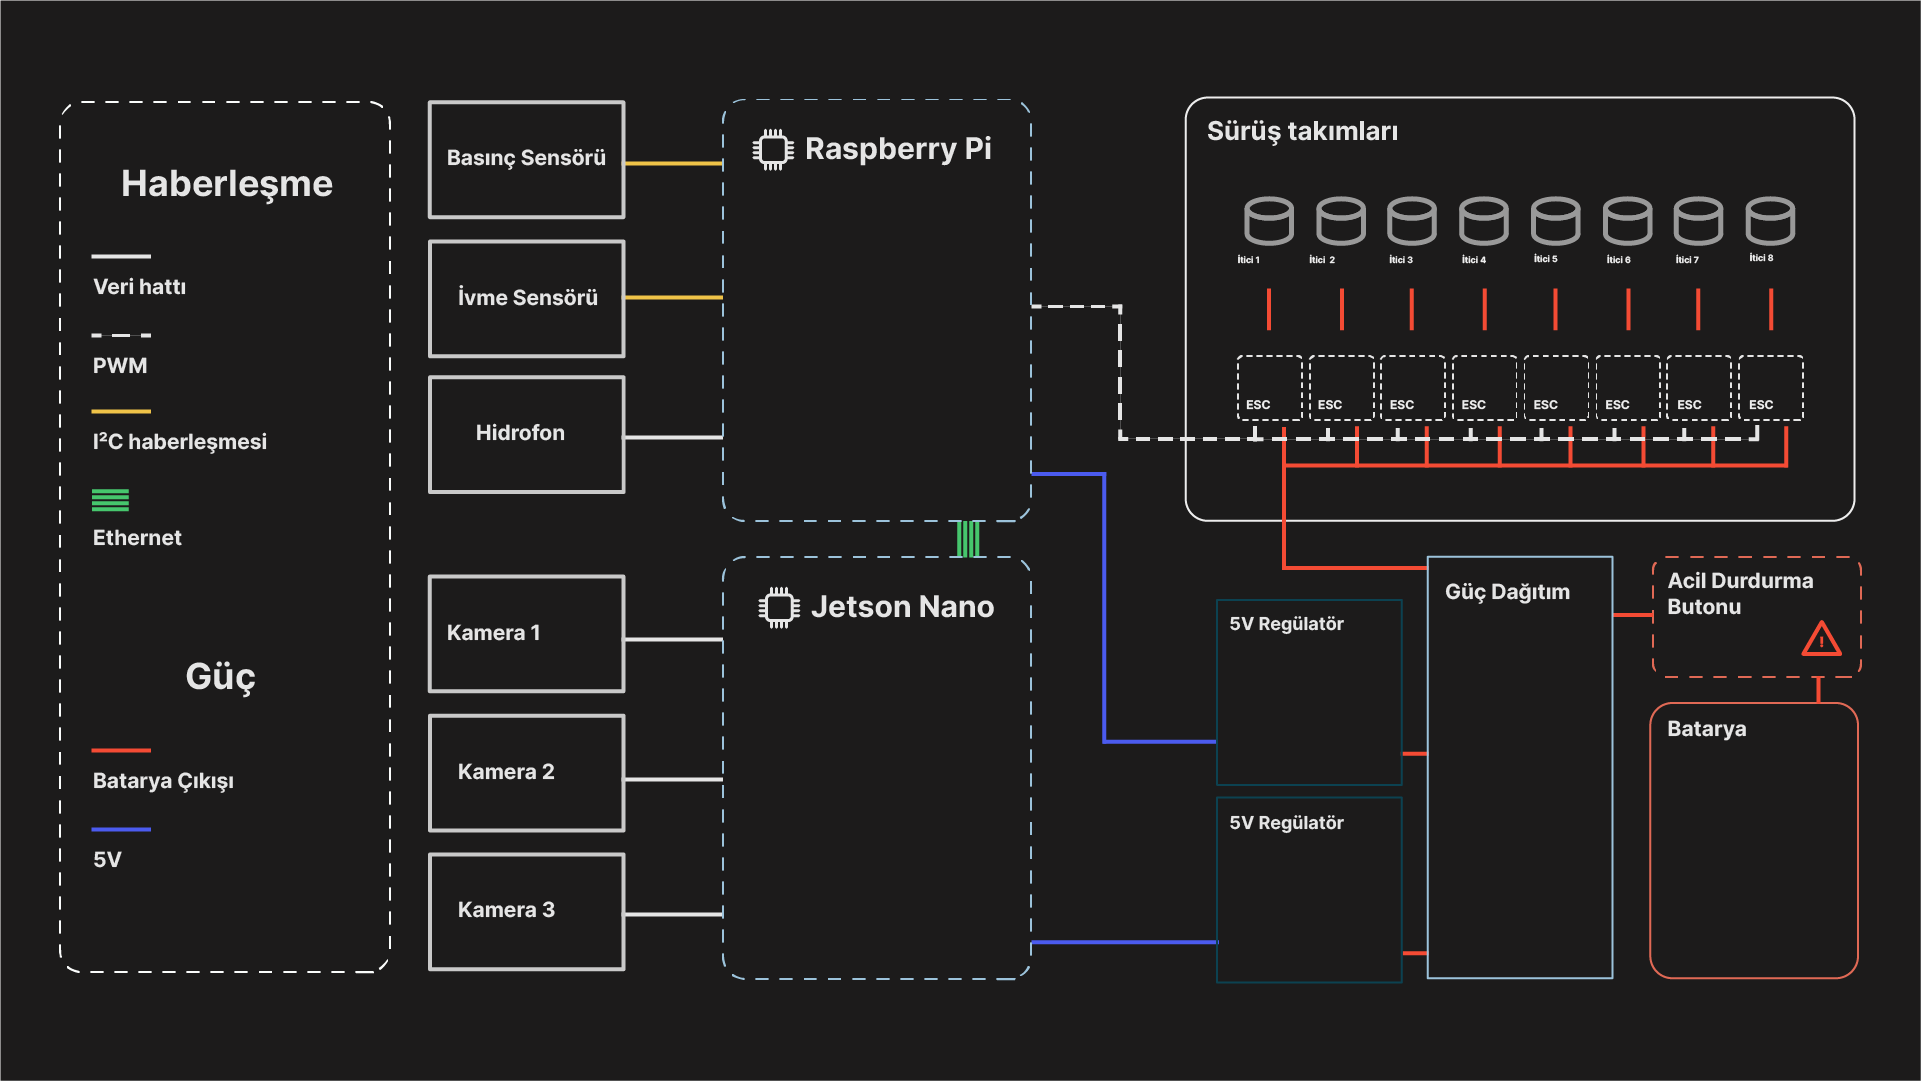 Haberleşme
Veri hattı
PWM
I²C haberleşmesi
Ethernet
Güç
Batarya Çıkışı
5V
Basınç Sensörü
İvme Sensörü
Hidrofon
Kamera 1
Kamera 2
Kamera 3
Raspberry Pi
Jetson Nano
Sürüş takımları
İtici 1
İtici 2
İtici 3
İtici 4
İtici 5
İtici 6
İtici 7
İtici 8
ESC
ESC
ESC
ESC
ESC
ESC
ESC
ESC
5V Regülatör
5V Regülatör
Güç Dağıtım
Acil Durdurma
Butonu
Batarya